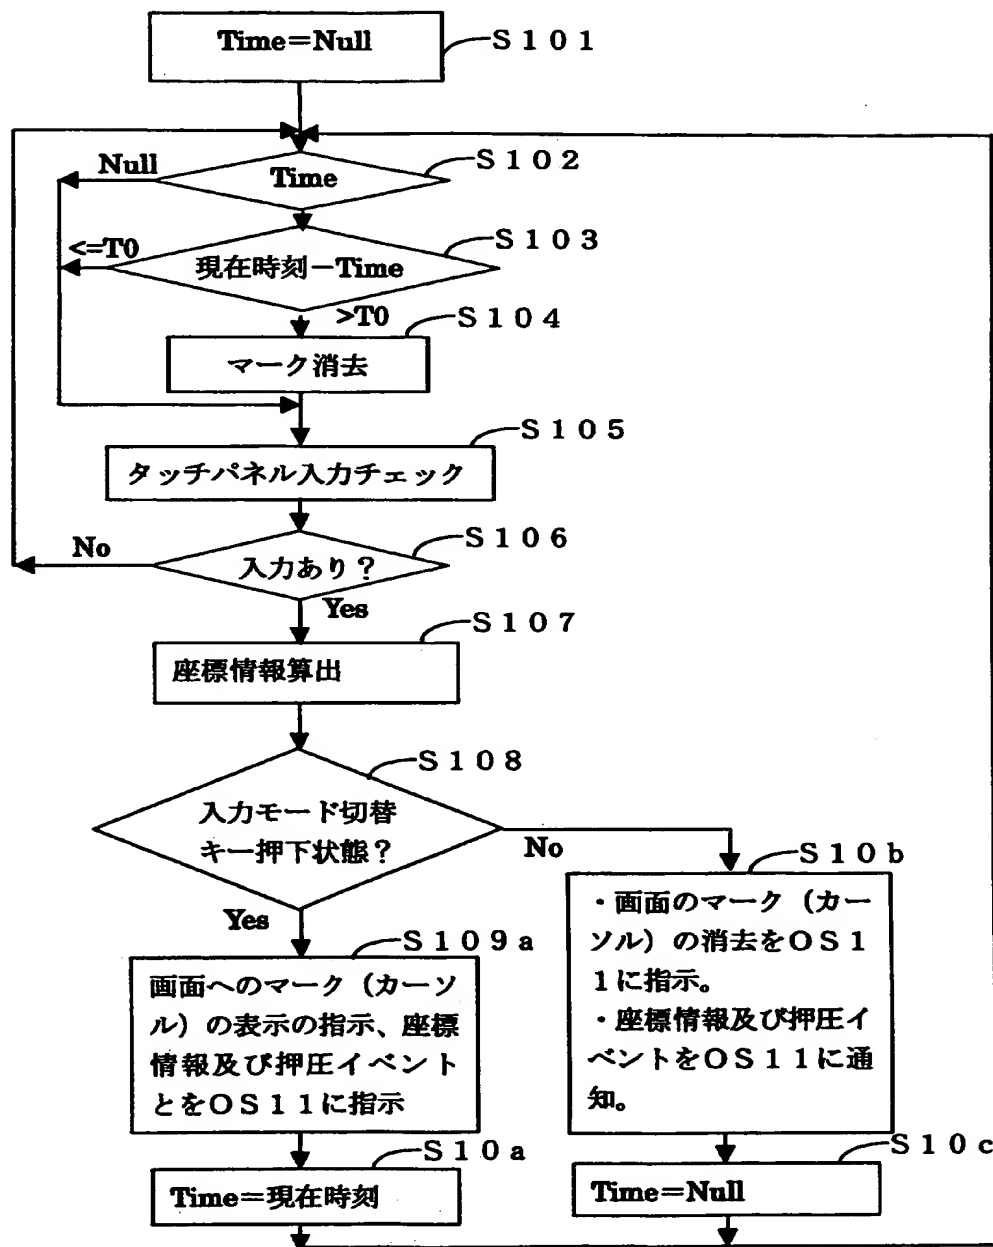 Time=Null
S101
Null
Time
S102
<=T0
現在時刻－Time
S103
>T0
S104
マーク消去
S105
タッチパネル入力チェック
No
入力あり？
S106
Yes
S107
座標情報算出
S108
入力モード切替
キー押下状態？
No
Yes
S10b
・画面のマーク（カー
ソル）の消去をOS1
1に指示。
・座標情報及び押圧イ
ベントをOS11に通
知。
S109a
画面へのマーク（カーソ
ル）の表示の指示、座標
情報及び押圧イベント
とをOS11に指示
S10a
Time=現在時刻
S10c
Time=Null